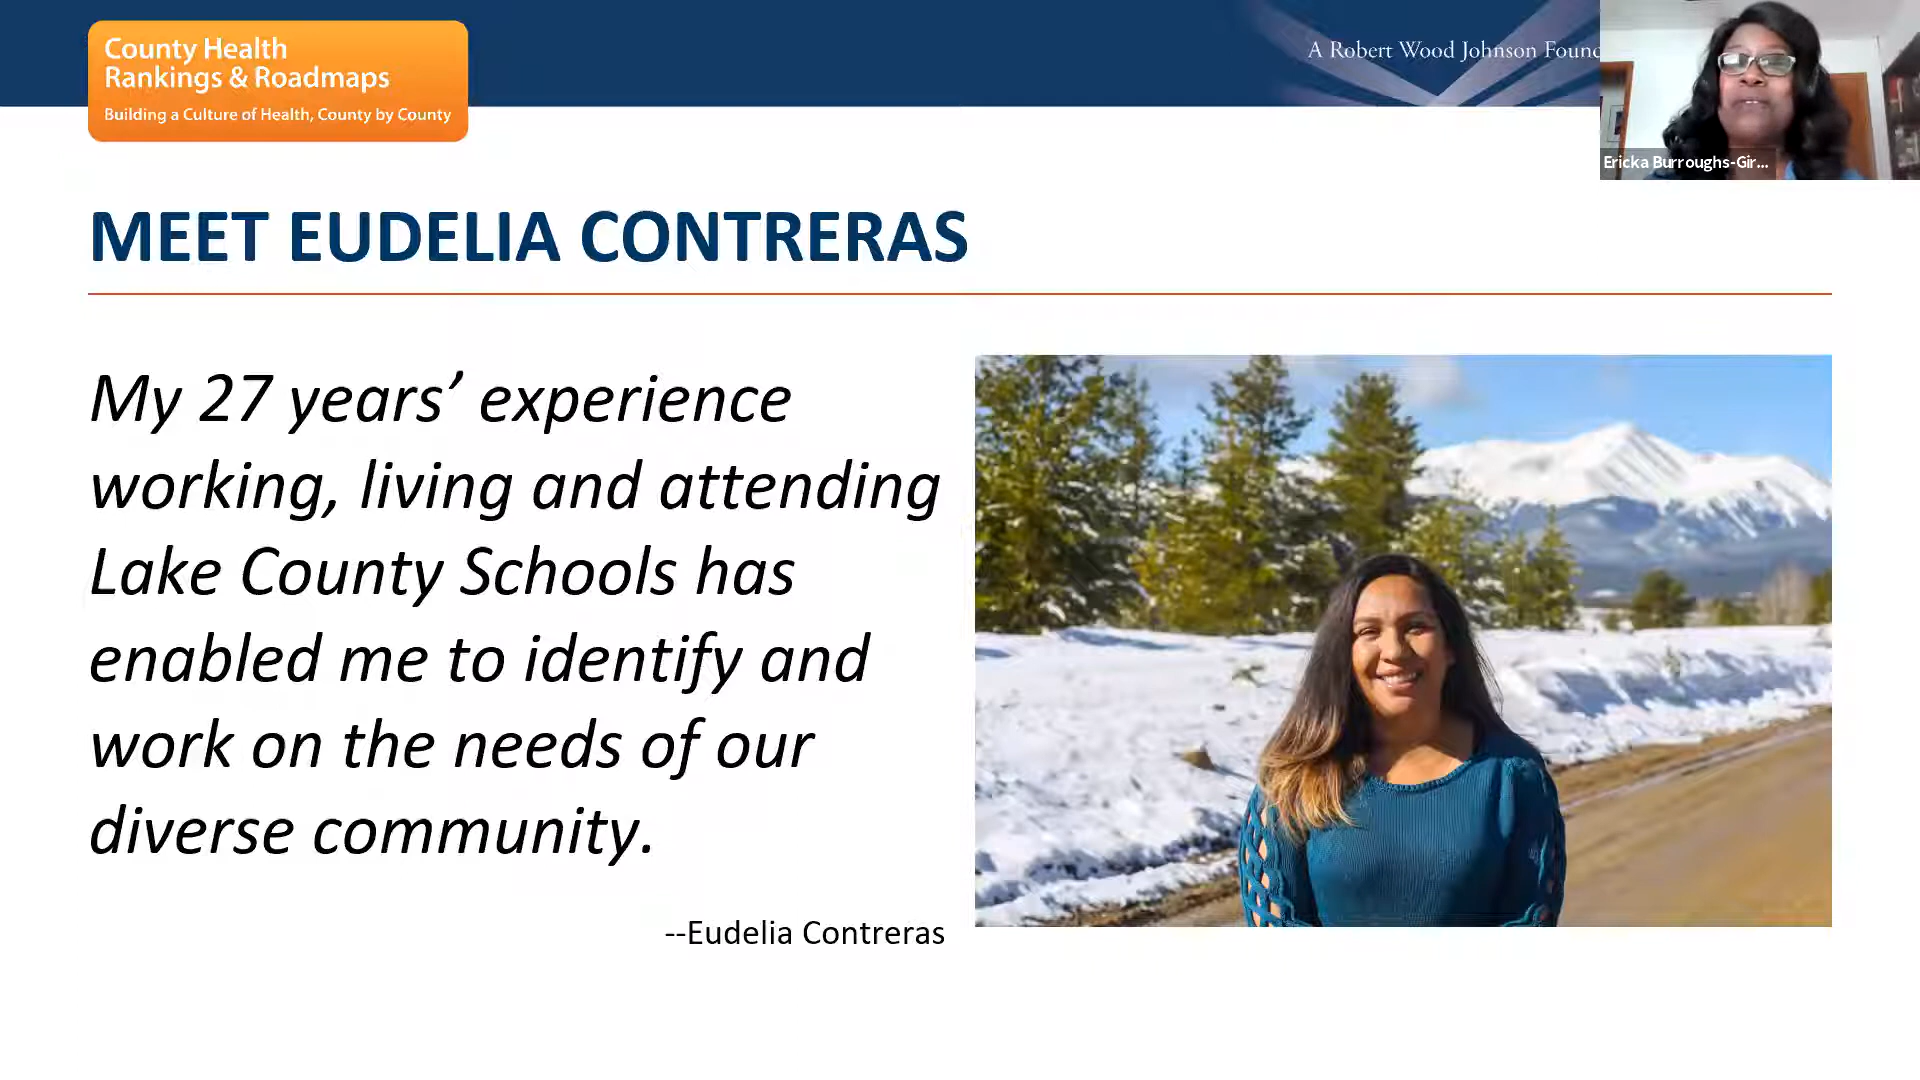 County Health
Rankings & Roadmaps
Building a Culture of Health, County by County
A Robert Wood Johnson Founc
Ericka Burroughs-Gir...
MEET EUDELIA CONTRERAS
My 27 years’ experience
working, living and attending
Lake County Schools has
enabled me to identify and
work on the needs of our
diverse community.
--Eudelia Contreras